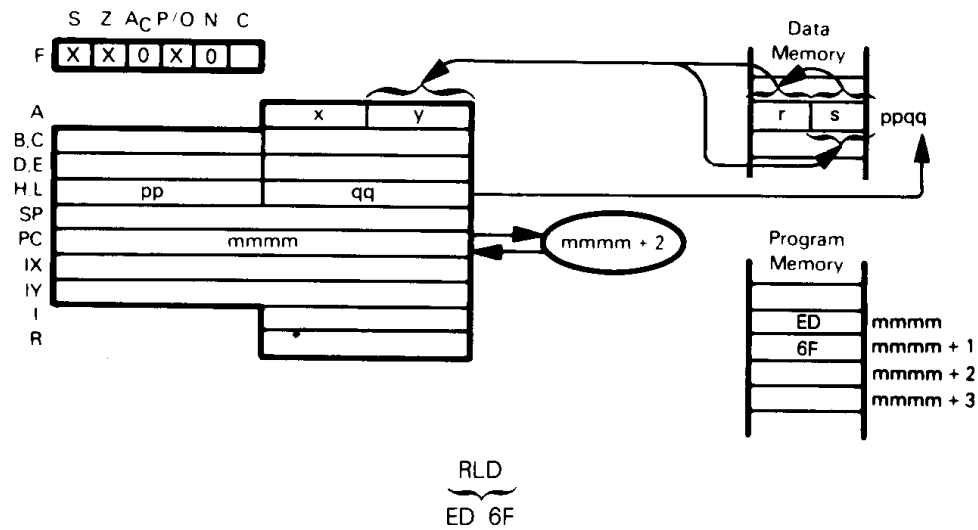 S Z AC P/O N C
F X X 0 X 0
Data
Memory
A x y
r s ppqq
B,C
D,E
H,L pp qq
SP
PC mmmm mmmm + 2
IX
IY
I
R
Program
Memory
ED mmmm
6F mmmm + 1
mmmm + 2
mmmm + 3
RLD
ED 6F